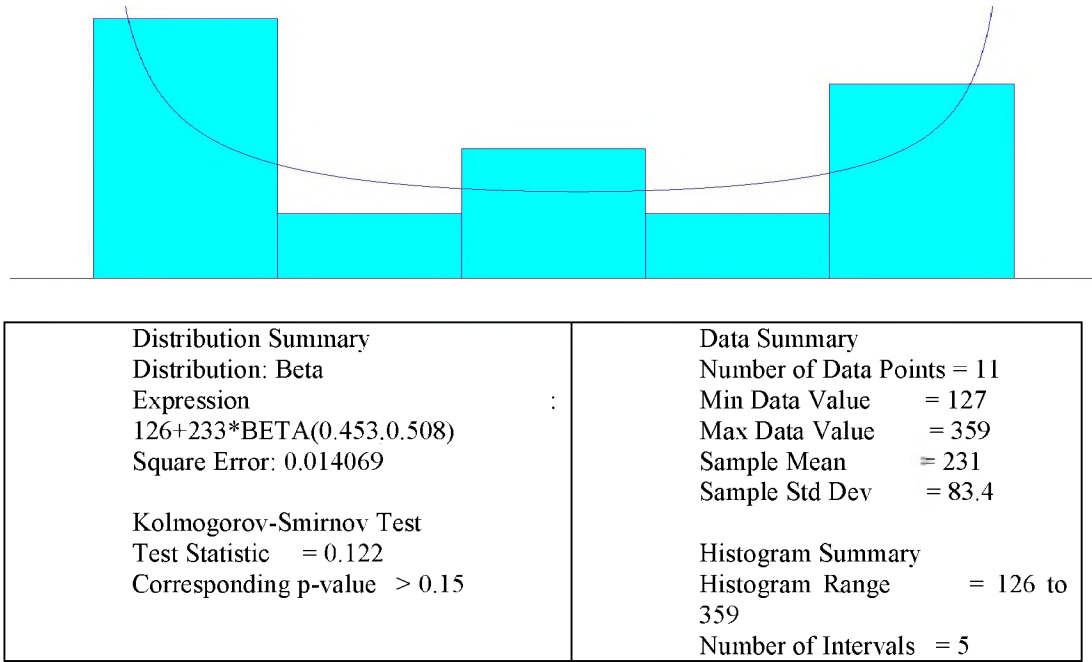 Distribution Summary
Distribution: Beta
Expression :
126+233*BETA(0.453,0.508)
Square Error: 0.014069
Kolmogorov-Smirnov Test
Test Statistic = 0.122
Corresponding p-value > 0.15
Data Summary
Number of Data Points = 11
Min Data Value = 127
Max Data Value = 359
Sample Mean = 231
Sample Std Dev = 83.4
Histogram Summary
Histogram Range = 126 to
359
Number of Intervals = 5